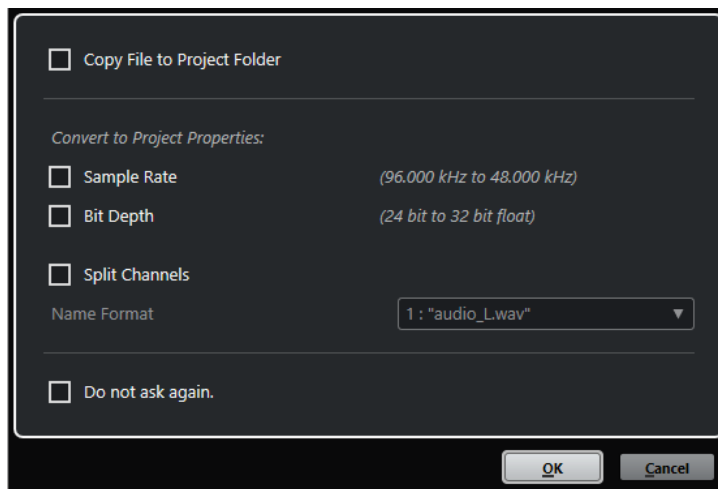 Copy File to Project Folder
Convert to Project Properties:
Sample Rate (96.000 kHz to 48.000 kHz)
Bit Depth (24 bit to 32 bit float)
Split Channels
Name Format 1 : "audio_L.wav"
Do not ask again.
OK Cancel